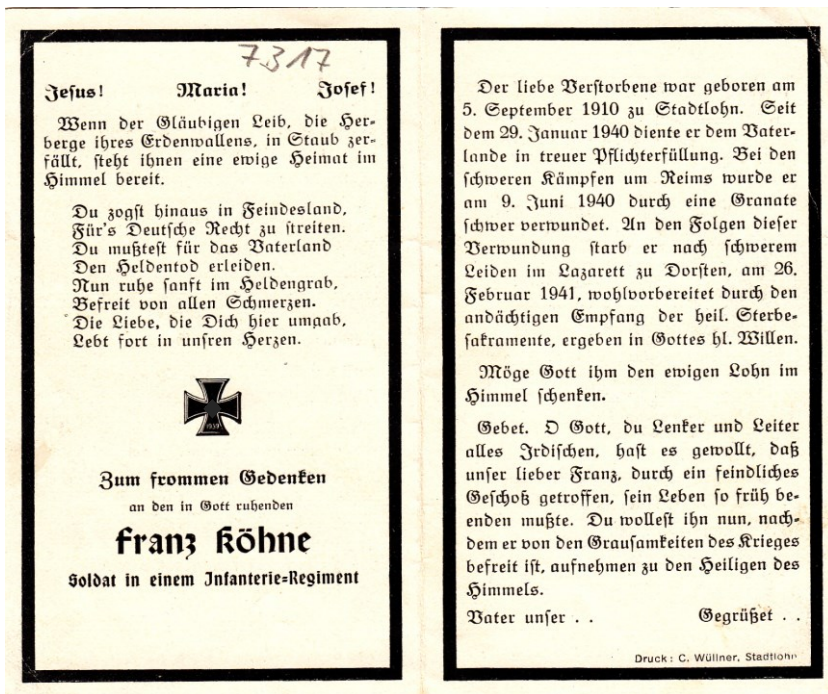 7317
Jesus! Maria! Josef!
Wenn der Gläubigen Leib, die Her-
berge ihres Erdenwallens, in Staub zer-
fällt, steht ihnen eine ewige Heimat im
Himmel bereit.
Du zogst hinaus in Feindesland,
Für's Deutsche Recht zu streiten.
Du mußtest für das Vaterland
Den Heldentod erleiden.
Nun ruhe sanft im Heldengrab,
Befreit von allen Schmerzen.
Die Liebe, die Dich hier umgab,
Lebt fort in unsren Herzen.
1939
Zum frommen Gedenken
an den in Gott ruhenden
Franz Köhne
Soldat in einem Infanterie-Regiment
Der liebe Verstorbene war geboren am
5. September 1910 zu Stadtlohn. Seit
dem 29. Januar 1940 diente er dem Vater-
lande in treuer Pflichterfüllung. Bei den
schweren Kämpfen um Reims wurde er
am 9. Juni 1940 durch eine Granate
schwer verwundet. An den Folgen dieser
Verwundung starb er nach schwerem
Leiden im Lazarett zu Dorsten, am 26.
Februar 1941, wohlvorbereitet durch den
andächtigen Empfang der heil. Sterbe-
sakramente, ergeben in Gottes hl. Willen.
Möge Gott ihm den ewigen Lohn im
Himmel schenken.
Gebet. O Gott, du Lenker und Leiter
alles Irdischen, hast es gewollt, daß
unser lieber Franz, durch ein feindliches
Geschoß getroffen, sein Leben so früh be-
enden mußte. Du wollest ihn nun, nach-
dem er von den Grausamkeiten des Krieges
befreit ist, aufnehmen zu den Heiligen des
Himmels.
Vater unser . . Gegrüßet . .
Druck: C. Wüllner, Stadtlohn